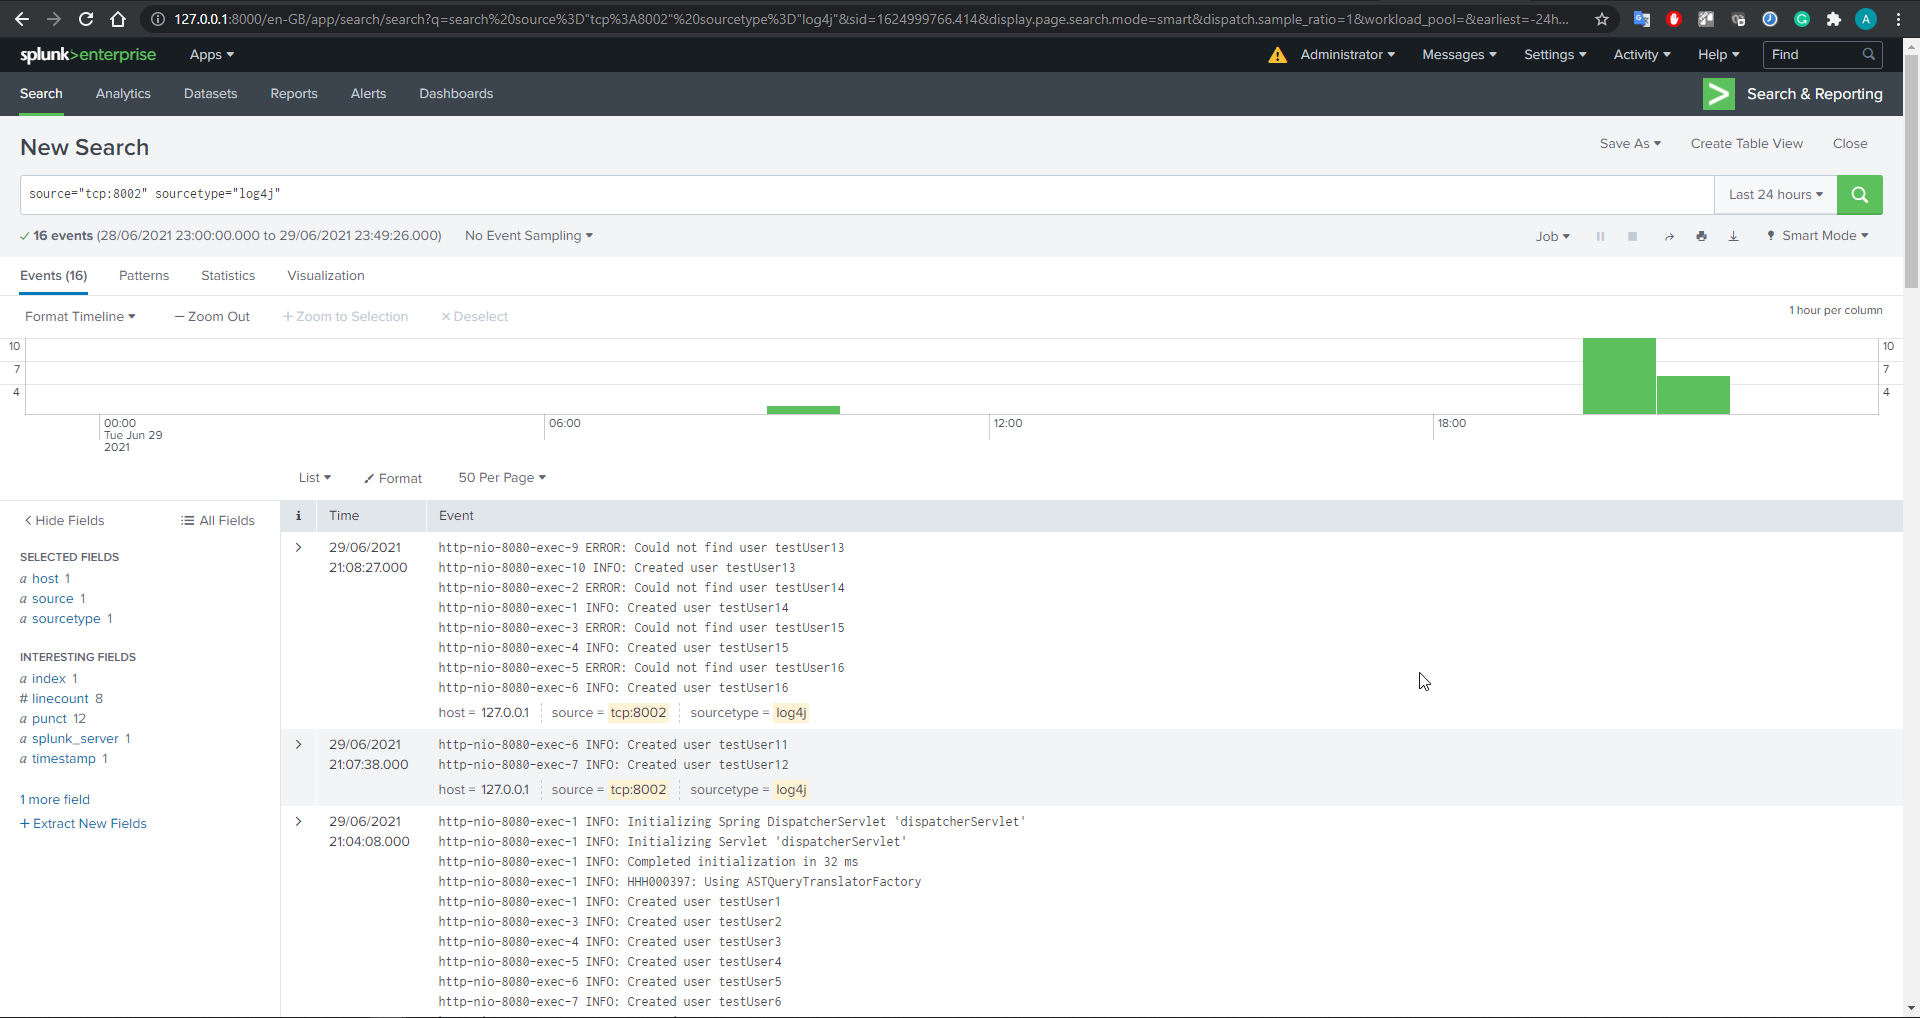 127.0.0.1:8000/en-GB/app/search/search?q=search%20source%3D"tcp%3A8002"%20sourcetype%3D"log4j"&sid=1624999766.414&display.page.search.mode=smart&dispatch.sample_ratio=1&workload_pool=&earliest=-24h...
A
splunk>enterprise Apps Administrator Messages Settings Activity Help Find
Search Analytics Datasets Reports Alerts Dashboards Search & Reporting
New Search Save As Create Table View Close
source="tcp:8002" sourcetype="log4j" Last 24 hours
16 events (28/06/2021 23:00:00.000 to 29/06/2021 23:49:26.000) No Event Sampling Job Smart Mode
Events (16) Patterns Statistics Visualization
Format Timeline — Zoom Out + Zoom to Selection × Deselect 1 hour per column
10 10
7 7
4 4
00:00 06:00 12:00 18:00
Tue Jun 29
2021
List Format 50 Per Page
< Hide Fields All Fields
SELECTED FIELDS
a host 1
a source 1
a sourcetype 1
INTERESTING FIELDS
a index 1
# linecount 8
a punct 12
a splunk_server 1
a timestamp 1
1 more field
+ Extract New Fields
i Time Event
> 29/06/2021 http-nio-8080-exec-9 ERROR: Could not find user testUser13
21:08:27.000 http-nio-8080-exec-10 INFO: Created user testUser13
http-nio-8080-exec-2 ERROR: Could not find user testUser14
http-nio-8080-exec-1 INFO: Created user testUser14
http-nio-8080-exec-3 ERROR: Could not find user testUser15
http-nio-8080-exec-4 INFO: Created user testUser15
http-nio-8080-exec-5 ERROR: Could not find user testUser16
http-nio-8080-exec-6 INFO: Created user testUser16
host = 127.0.0.1 source = tcp:8002 sourcetype = log4j
> 29/06/2021 http-nio-8080-exec-6 INFO: Created user testUser11
21:07:38.000 http-nio-8080-exec-7 INFO: Created user testUser12
host = 127.0.0.1 source = tcp:8002 sourcetype = log4j
> 29/06/2021 http-nio-8080-exec-1 INFO: Initializing Spring DispatcherServlet 'dispatcherServlet'
21:04:08.000 http-nio-8080-exec-1 INFO: Initializing Servlet 'dispatcherServlet'
http-nio-8080-exec-1 INFO: Completed initialization in 32 ms
http-nio-8080-exec-1 INFO: HHH000397: Using ASTQueryTranslatorFactory
http-nio-8080-exec-1 INFO: Created user testUser1
http-nio-8080-exec-3 INFO: Created user testUser2
http-nio-8080-exec-4 INFO: Created user testUser3
http-nio-8080-exec-5 INFO: Created user testUser4
http-nio-8080-exec-6 INFO: Created user testUser5
http-nio-8080-exec-7 INFO: Created user testUser6